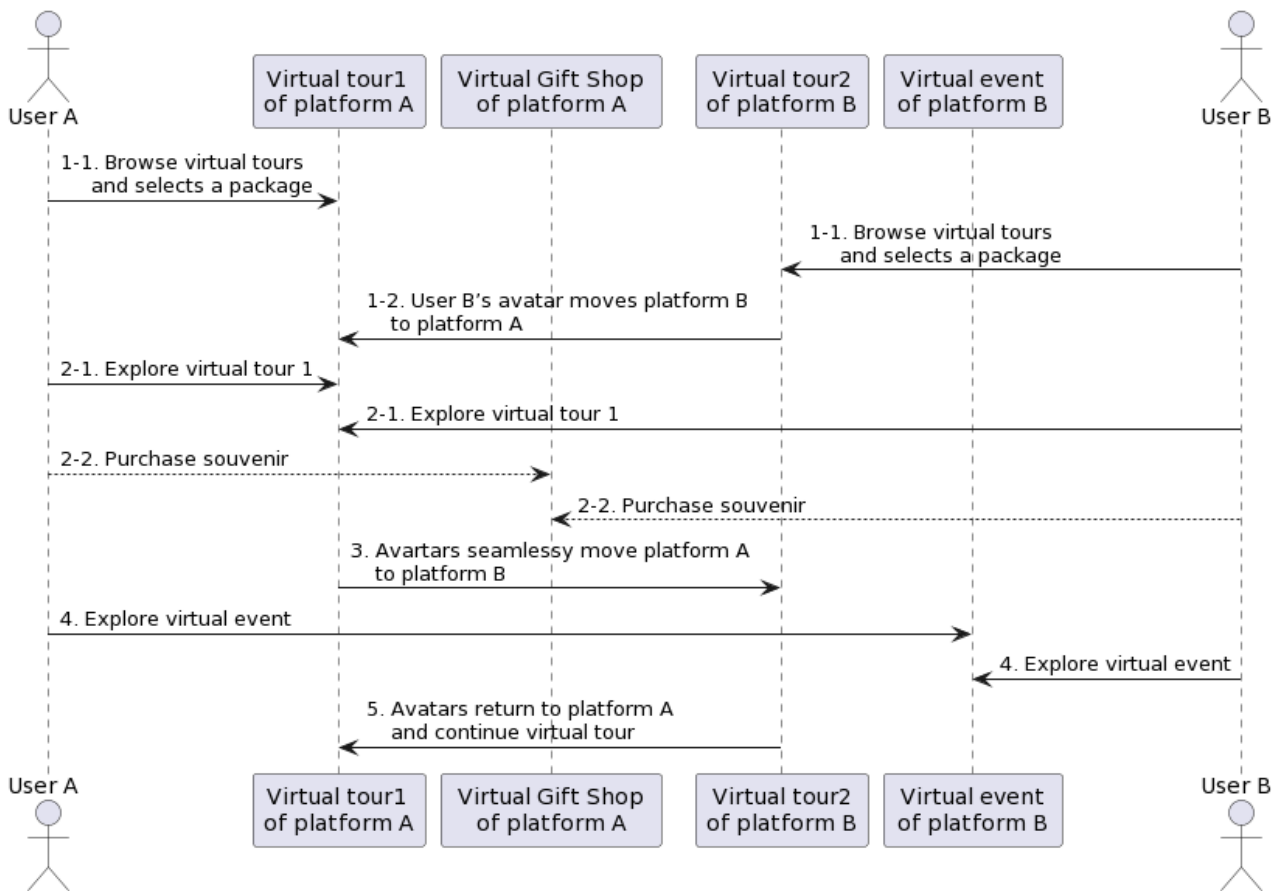 User A
Virtual tour1
of platform A
Virtual Gift Shop
of platform A
Virtual tour2
of platform B
Virtual event
of platform B
User B
1-1. Browse virtual tours
and selects a package
1-1. Browse virtual tours
and selects a package
1-2. User B’s avatar moves platform B
to platform A
2-1. Explore virtual tour 1
2-1. Explore virtual tour 1
2-2. Purchase souvenir
2-2. Purchase souvenir
3. Avartars seamlessy move platform A
to platform B
4. Explore virtual event
4. Explore virtual event
5. Avatars return to platform A
and continue virtual tour
User A
Virtual tour1
of platform A
Virtual Gift Shop
of platform A
Virtual tour2
of platform B
Virtual event
of platform B
User B